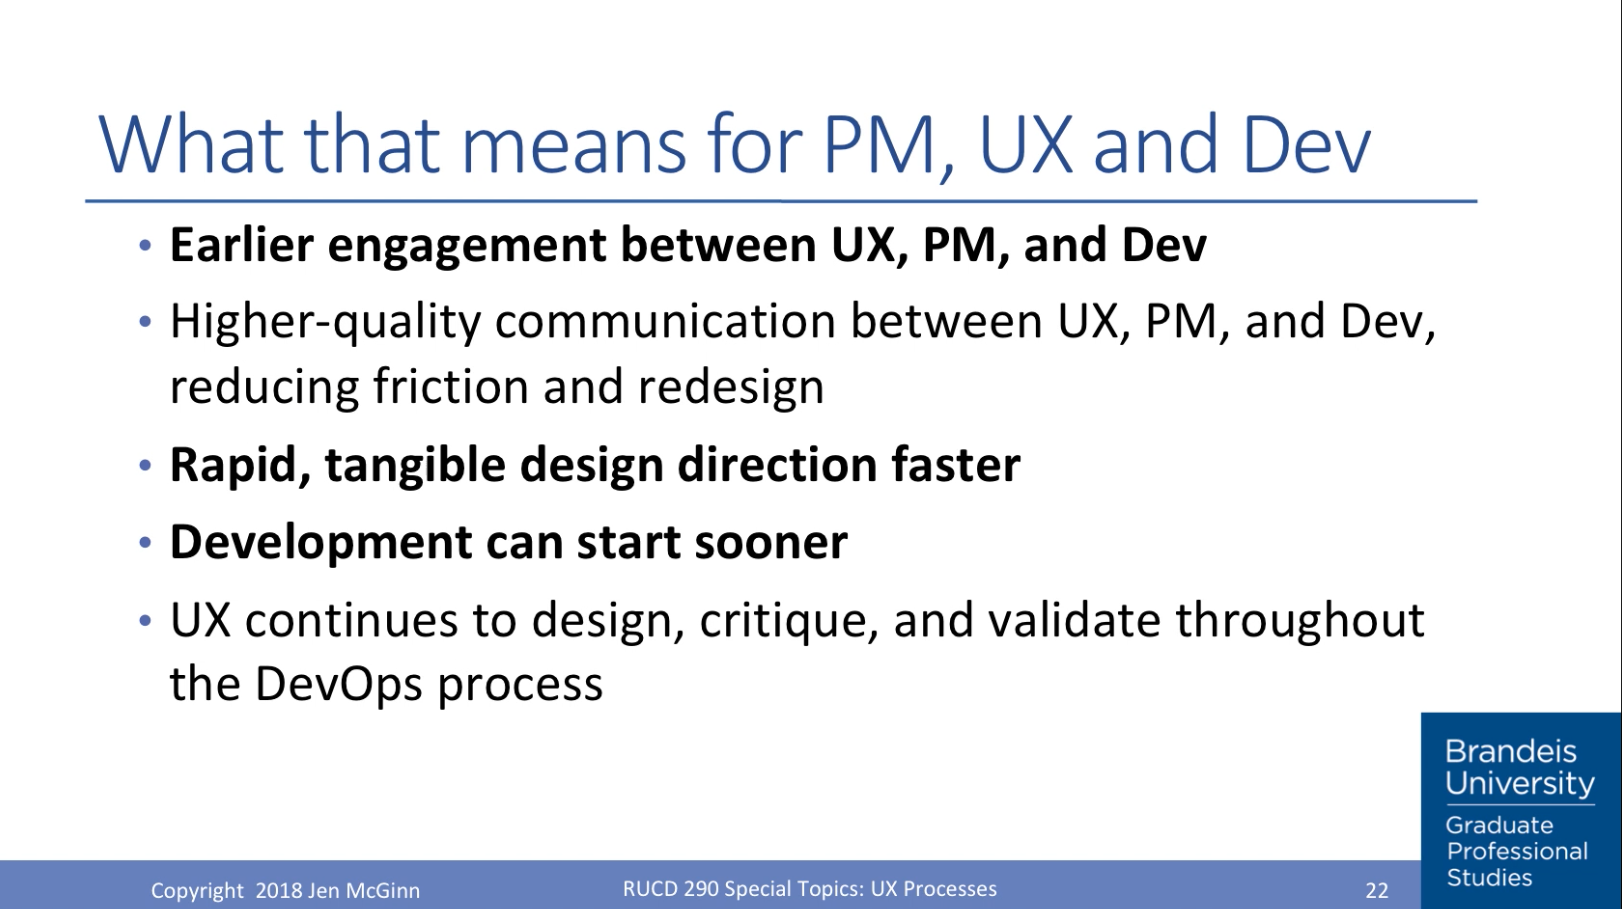 What that means for PM, UX and Dev
• Earlier engagement between UX, PM, and Dev
• Higher-quality communication between UX, PM, and Dev,
reducing friction and redesign
• Rapid, tangible design direction faster
• Development can start sooner
• UX continues to design, critique, and validate throughout
the DevOps process
Brandeis
University
Graduate
Professional
Studies
Copyright 2018 Jen McGinn
RUCD 290 Special Topics: UX Processes
22